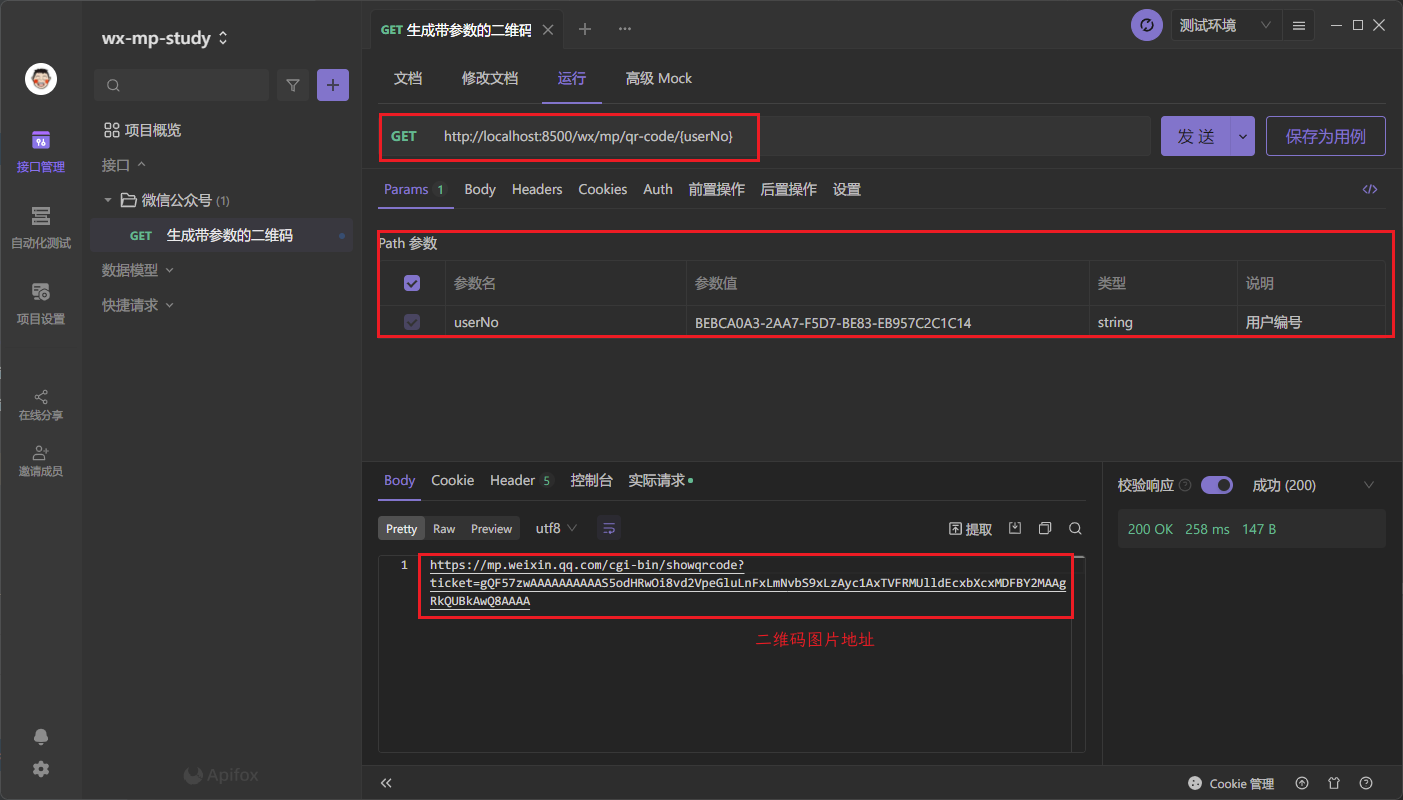 wx-mp-study
GET 生成带参数的二维码
测试环境
文档 修改文档 运行 高级 Mock
GET http://localhost:8500/wx/mp/qr-code/{userNo}
发 送
保存为用例
接口管理
自动化测试
项目设置
在线分享
邀请成员
项目概览
接口
微信公众号 (1)
GET 生成带参数的二维码
数据模型
快捷请求
Apifox
Params 1 Body Headers Cookies Auth 前置操作 后置操作 设置
Path 参数
参数名 参数值 类型 说明
userNo BEBCA0A3-2AA7-F5D7-BE83-EB957C2C1C14 string 用户编号
Body Cookie Header 5 控制台 实际请求
Pretty Raw Preview utf8 提取
1 https://mp.weixin.qq.com/cgi-bin/showqrcode?
ticket=gQF57zwAAAAAAAAAAS5odHRwOi8vd2VpeGluLnFxLmNvbS9xLzAyc1AxTVFRMUlldEcxbXcxMDFBY2MAAg
RkQUBkAwQ8AAAA
二维码图片地址
校验响应 成功 (200)
200 OK 258 ms 147 B
Cookie 管理